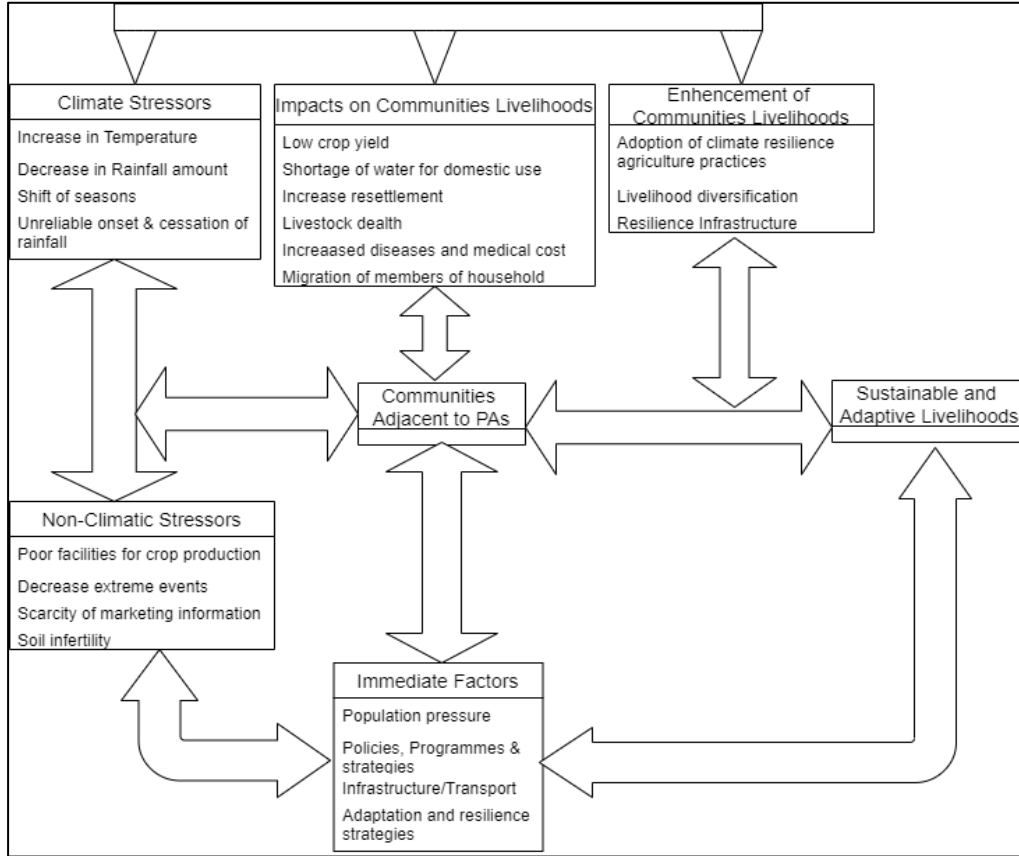 Climate Stressors
Increase in Temperature
Decrease in Rainfall amount
Shift of seasons
Unreliable onset & cessation of
rainfall
Impacts on Communities Livelihoods
Low crop yield
Shortage of water for domestic use
Increase resettlement
Livestock dealth
Increaased diseases and medical cost
Migration of members of household
Enhencement of
Communities Livelihoods
Adoption of climate resilience
agriculture practices
Livelihood diversification
Resilience Infrastructure
Communities
Adjacent to PAs
Sustainable and
Adaptive Livelihoods
Non-Climatic Stressors
Poor facilities for crop production
Decrease extreme events
Scarcity of marketing information
Soil infertility
Immediate Factors
Population pressure
Policies, Programmes &
strategies
Infrastructure/Transport
Adaptation and resilience
strategies